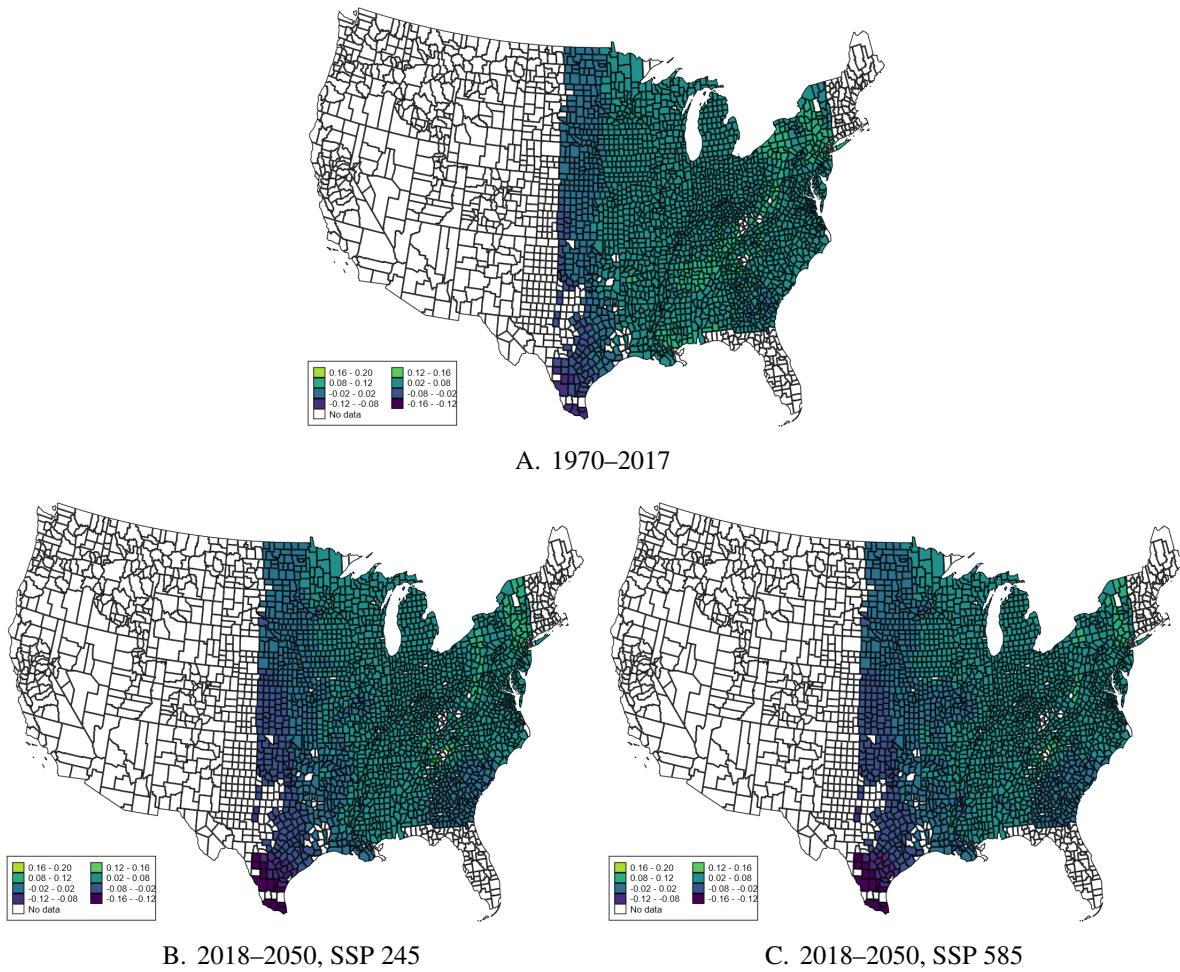 0.16 - 0.20 0.12 - 0.16
0.08 - 0.12 0.02 - 0.08
-0.02 - 0.02 -0.08 - -0.02
-0.12 - -0.08 -0.16 - -0.12
No data
A. 1970–2017
0.16 - 0.20 0.12 - 0.16
0.08 - 0.12 0.02 - 0.08
-0.02 - 0.02 -0.08 - -0.02
-0.12 - -0.08 -0.16 - -0.12
No data
B. 2018–2050, SSP 245
0.16 - 0.20 0.12 - 0.16
0.08 - 0.12 0.02 - 0.08
-0.02 - 0.02 -0.08 - -0.02
-0.12 - -0.08 -0.16 - -0.12
No data
C. 2018–2050, SSP 585